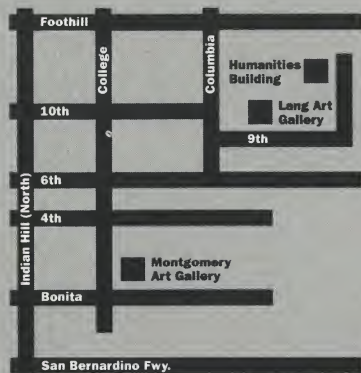 Foothill
College
Columbia
Humanities
Building
Lang Art
Gallery
10th
9th
6th
Indian Hill (North)
4th
Montgomery
Art Gallery
Bonita
San Bernardino Fwy.